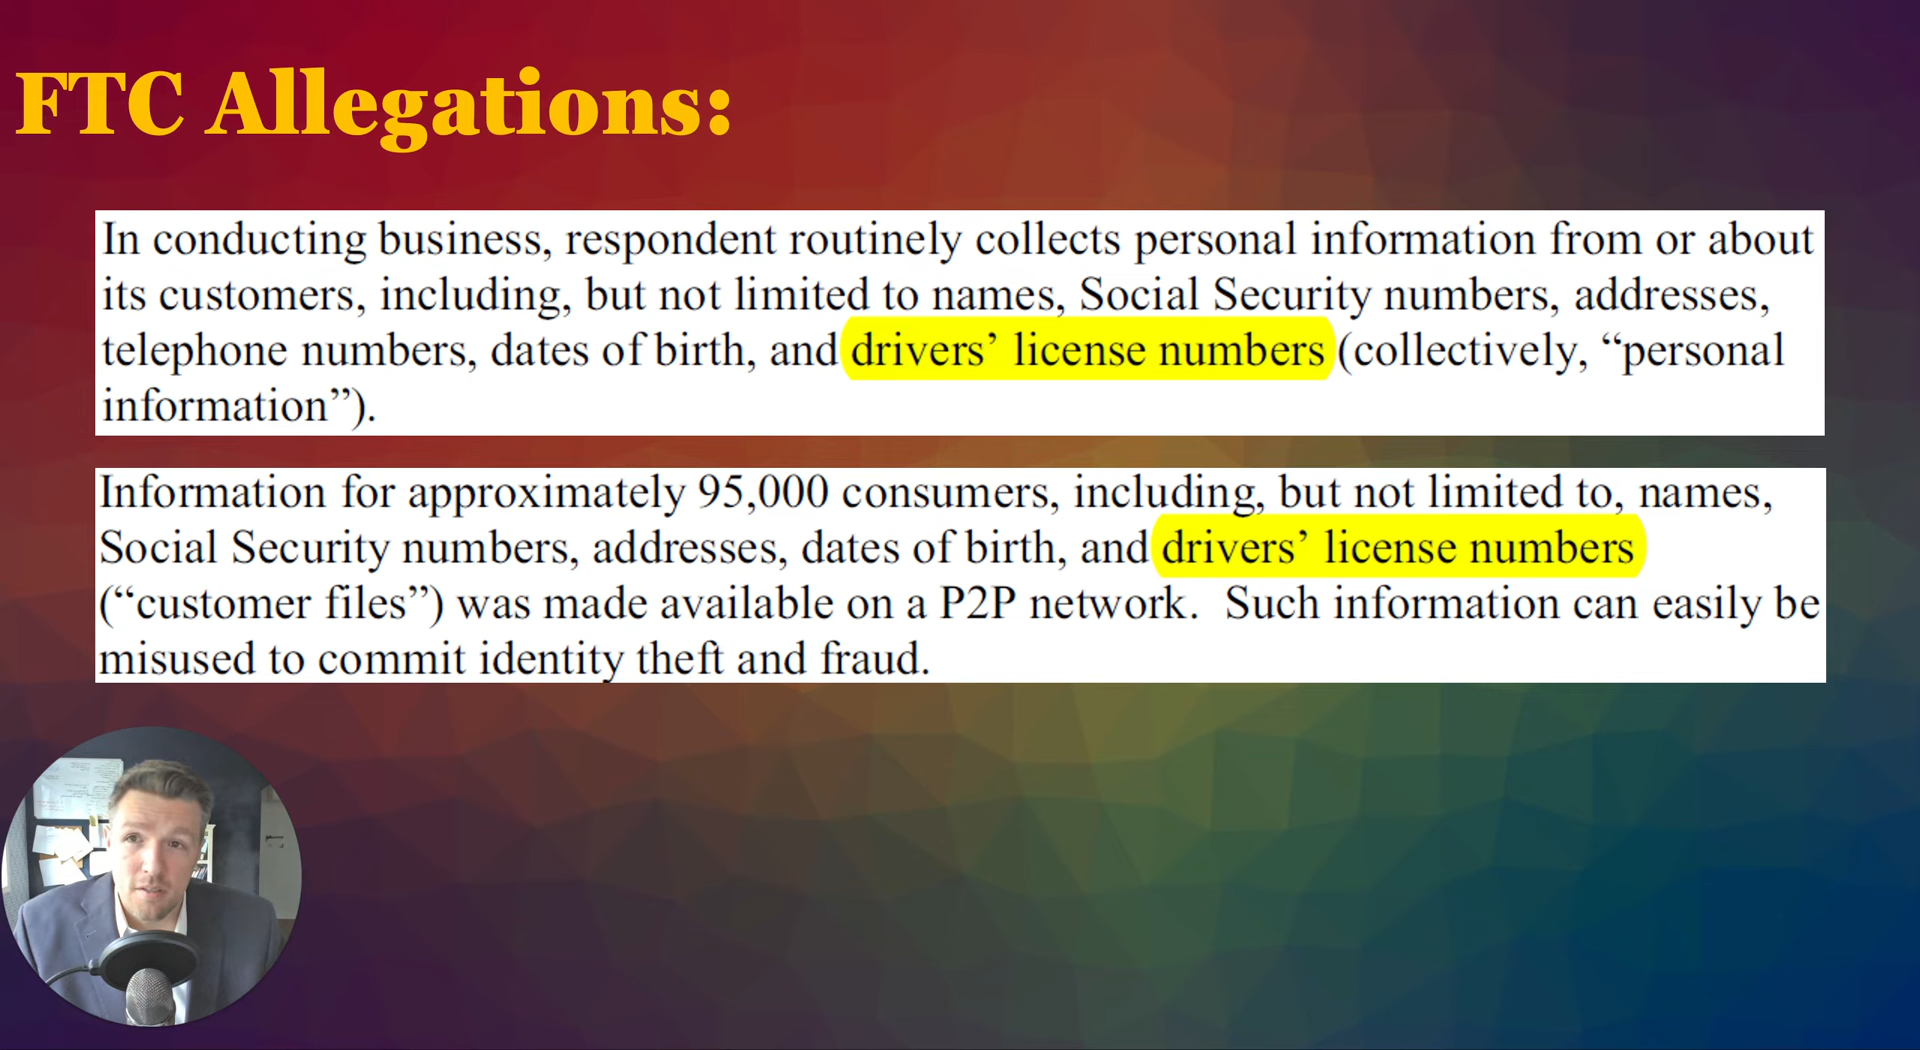 FTC Allegations:
In conducting business, respondent routinely collects personal information from or about
its customers, including, but not limited to names, Social Security numbers, addresses,
telephone numbers, dates of birth, and drivers’ license numbers (collectively, “personal
information”).
Information for approximately 95,000 consumers, including, but not limited to, names,
Social Security numbers, addresses, dates of birth, and drivers’ license numbers
(“customer files”) was made available on a P2P network.  Such information can easily be
misused to commit identity theft and fraud.